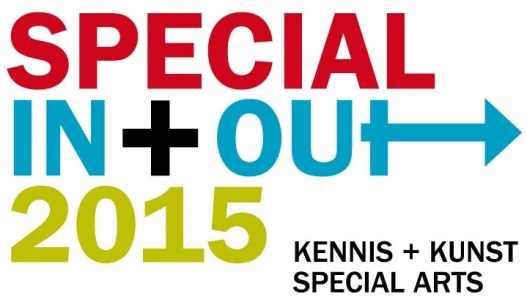 SPECIAL
IN + OUT
2015
KENNIS + KUNST
SPECIAL ARTS